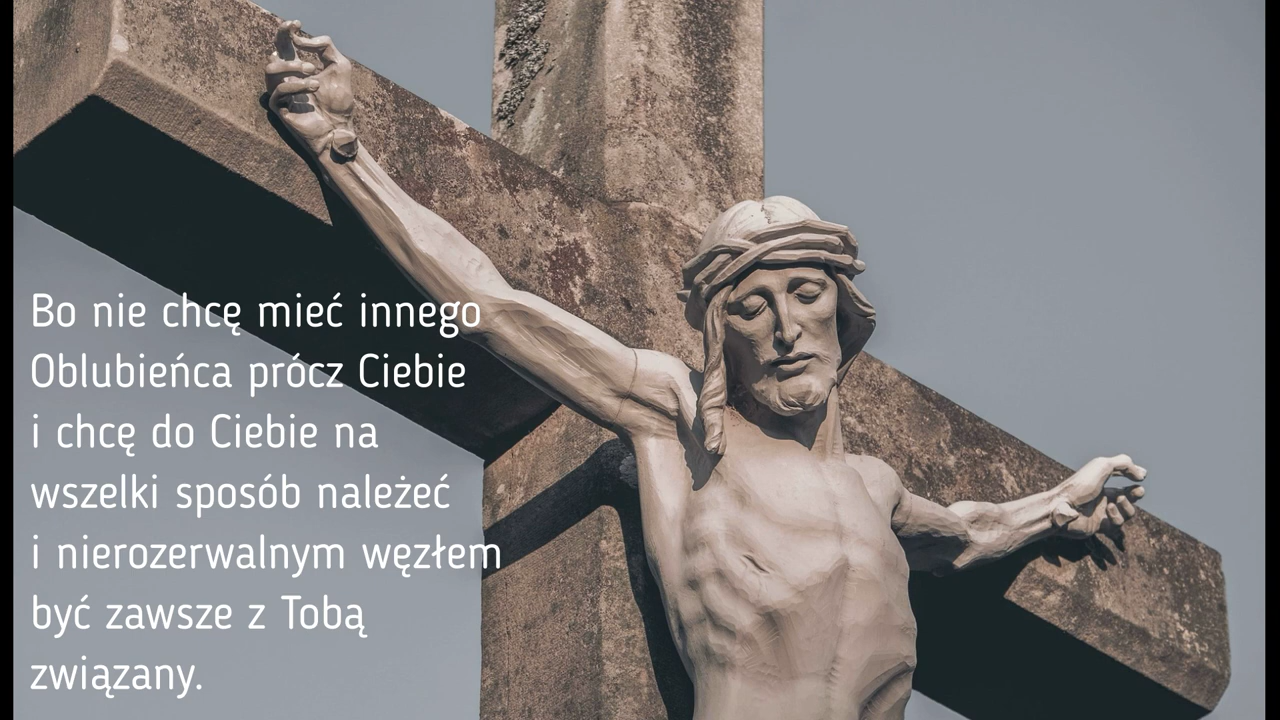 Bo nie chcę mieć innego
Oblubieńca prócz Ciebie
i chcę do Ciebie na
wszelki sposób należeć
i nierozerwalnym węzłem
być zawsze z Tobą
związany.